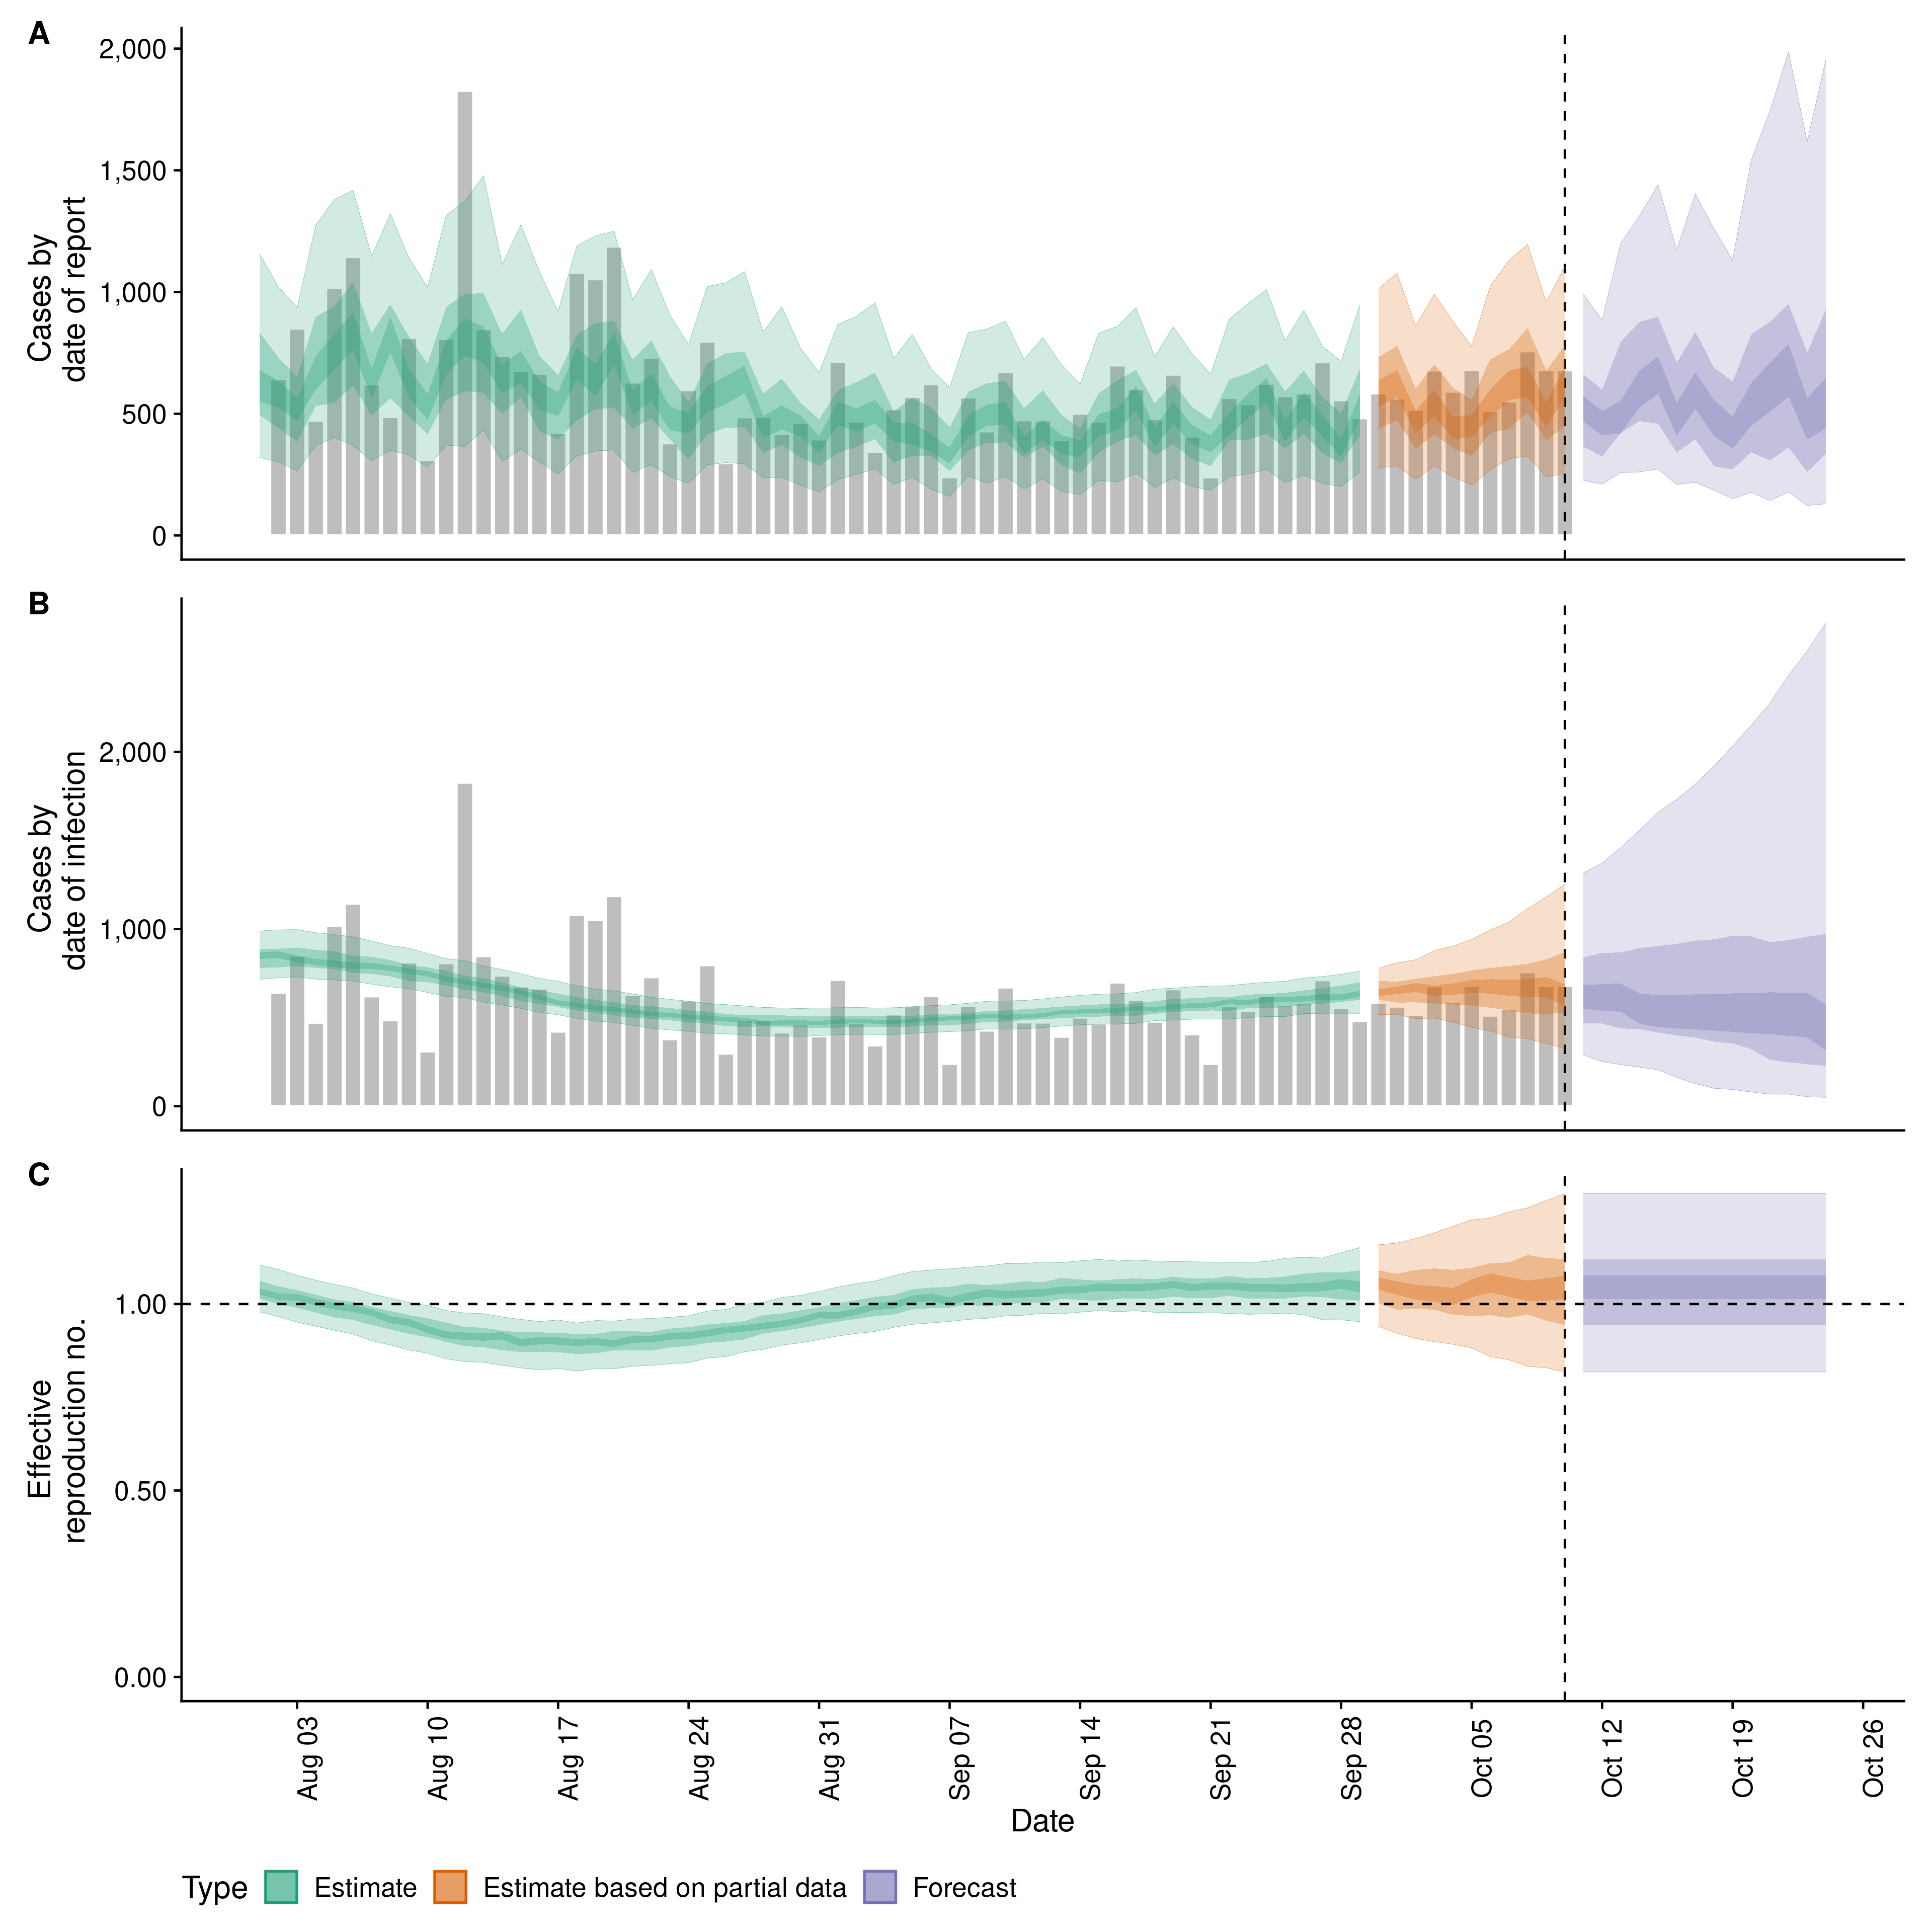 A
Cases by
date of report
2,000
1,500
1,000
500
0
B
Cases by
date of infection
2,000
1,000
0
C
Effective
reproduction no.
1.00
0.50
0.00
Aug 03
Aug 10
Aug 17
Aug 24
Aug 31
Sep 07
Sep 14
Sep 21
Sep 28
Oct 05
Oct 12
Oct 19
Oct 26
Date
Type Estimate Estimate based on partial data Forecast